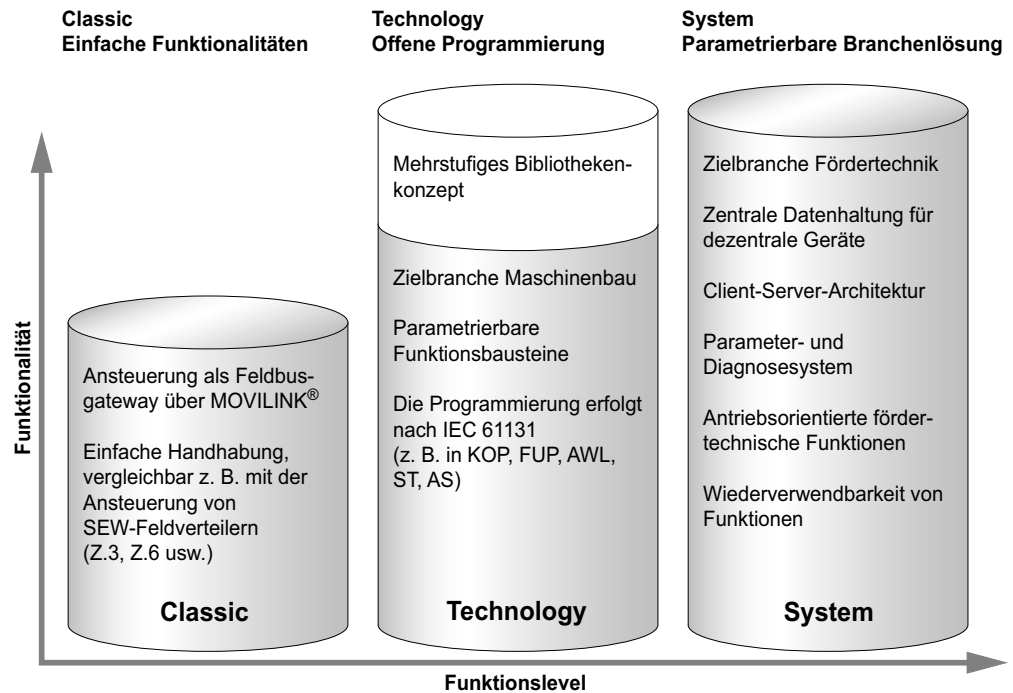 Classic
Einfache Funktionalitäten
Technology
Offene Programmierung
System
Parametrierbare Branchenlösung
Funktionalität
Ansteuerung als Feldbus-
gateway über MOVILINK®
Einfache Handhabung,
vergleichbar z. B. mit der
Ansteuerung von
SEW-Feldverteilern
(Z.3, Z.6 usw.)
Classic
Mehrstufiges Bibliotheken-
konzept
Zielbranche Maschinenbau
Parametrierbare
Funktionsbausteine
Die Programmierung erfolgt
nach IEC 61131
(z. B. in KOP, FUP, AWL,
ST, AS)
Technology
Zielbranche Fördertechnik
Zentrale Datenhaltung für
dezentrale Geräte
Client-Server-Architektur
Parameter- und
Diagnosesystem
Antriebsorientierte förder-
technische Funktionen
Wiederverwendbarkeit von
Funktionen
System
Funktionslevel